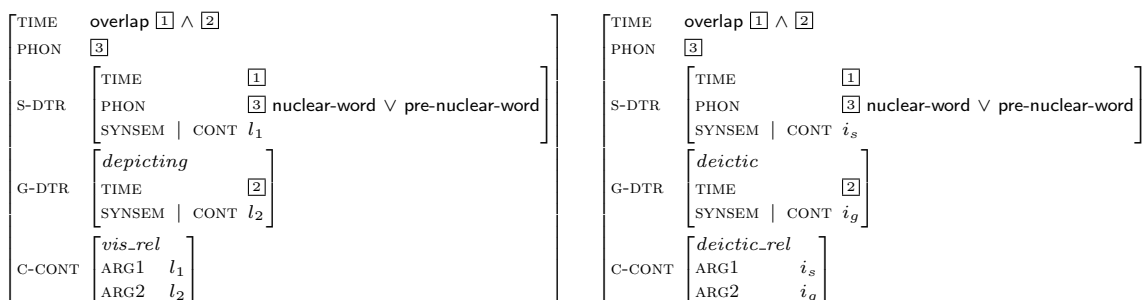 TIME overlap 1 ∧ 2
PHON 3
S-DTR
TIME 1
PHON 3 nuclear-word ∨ pre-nuclear-word
SYNSEM | CONT l₁
G-DTR
depicting
TIME 2
SYNSEM | CONT l₂
C-CONT
vis_rel
ARG1 l₁
ARG2 l₂
TIME overlap 1 ∧ 2
PHON 3
S-DTR
TIME 1
PHON 3 nuclear-word ∨ pre-nuclear-word
SYNSEM | CONT iₛ
G-DTR
deictic
TIME 2
SYNSEM | CONT i_g
C-CONT
deictic_rel
ARG1 iₛ
ARG2 i_g